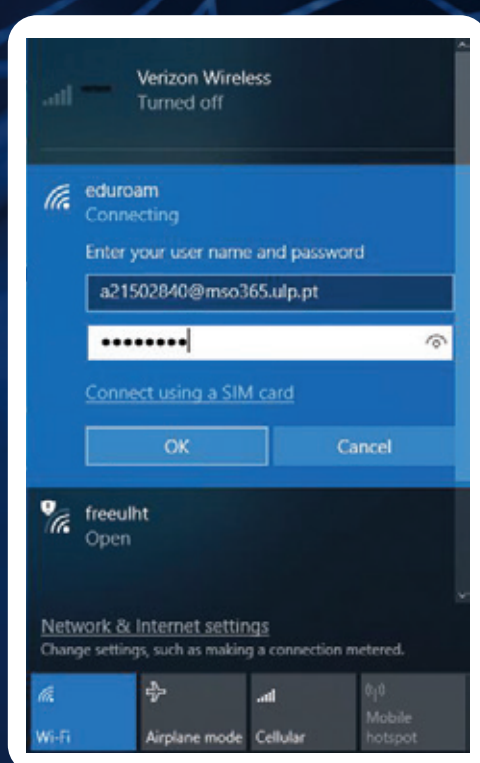 Verizon Wireless
Turned off
eduroam
Connecting
Enter your user name and password
a21502840@mso365.ulp.pt
••••••••
Connect using a SIM card
OK
Cancel
freeulht
Open
Network & Internet settings
Change settings, such as making a connection metered.
Wi-Fi
Airplane mode
Cellular
Mobile
hotspot